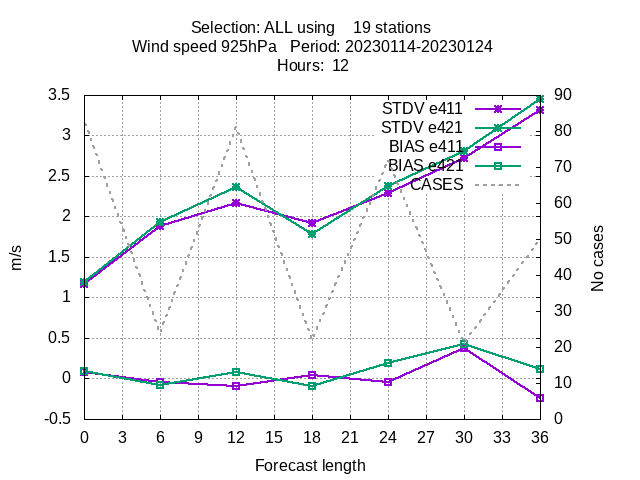 Selection: ALL using    19 stations
Wind speed 925hPa   Period: 20230114-20230124
Hours:  12
3.5
3
2.5
2
1.5
1
0.5
0
-0.5
m/s
STDV e411
STDV e421
BIAS e411
BIAS e421
CASES
90
80
70
60
50
40
30
20
10
0
No cases
0 3 6 9 12 15 18 21 24 27 30 33 36
Forecast length